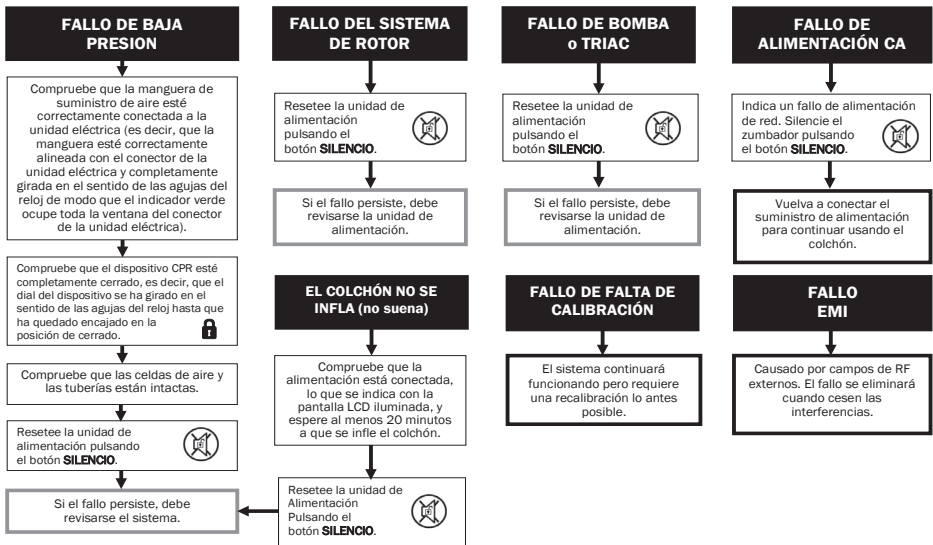 FALLO DE BAJA
PRESION
Compruebe que la manguera de
suministro de aire esté
correctamente conectada a la
unidad eléctrica (es decir, que la
manguera esté correctamente
alineada con el conector de la
unidad eléctrica y completamente
girada en el sentido de las agujas del
reloj de modo que el indicador verde
ocupe toda la ventana del conector
de la unidad eléctrica).
Compruebe que el dispositivo CPR esté
completamente cerrado, es decir, que el
dial del dispositivo se ha girado en el
sentido de las agujas del reloj hasta que
ha quedado encajado en la
posición de cerrado.
Compruebe que las celdas de aire y
las tuberías están intactas.
Resetee la unidad de
alimentación pulsando
el botón SILENCIO.
Si el fallo persiste, debe
revisarse el sistema.
FALLO DEL SISTEMA
DE ROTOR
Resetee la unidad de
alimentación
pulsando el
botón SILENCIO.
Si el fallo persiste, debe
revisarse la unidad de
alimentación.
EL COLCHÓN NO SE
INFLA (no suena)
Compruebe que la
alimentación está conectada,
lo que se indica con la
pantalla LCD iluminada, y
espere al menos 20 minutos
a que se infle el colchón.
Resetee la unidad de
Alimentación
Pulsando el
botón SILENCIO.
FALLO DE BOMBA
o TRIAC
Resetee la unidad de
alimentación
pulsando el
botón SILENCIO.
Si el fallo persiste, debe
revisarse la unidad de
alimentación.
FALLO DE FALTA DE
CALIBRACIÓN
El sistema continuará
funcionando pero requiere
una recalibración lo antes
posible.
FALLO DE
ALIMENTACIÓN CA
Indica un fallo de alimentación
de red. Silencie el
zumbador pulsando
el botón SILENCIO.
Vuelva a conectar el
suministro de alimentación
para continuar usando el
colchón.
FALLO
EMI
Causado por campos de RF
externos. El fallo se eliminará
cuando cesen las
interferencias.